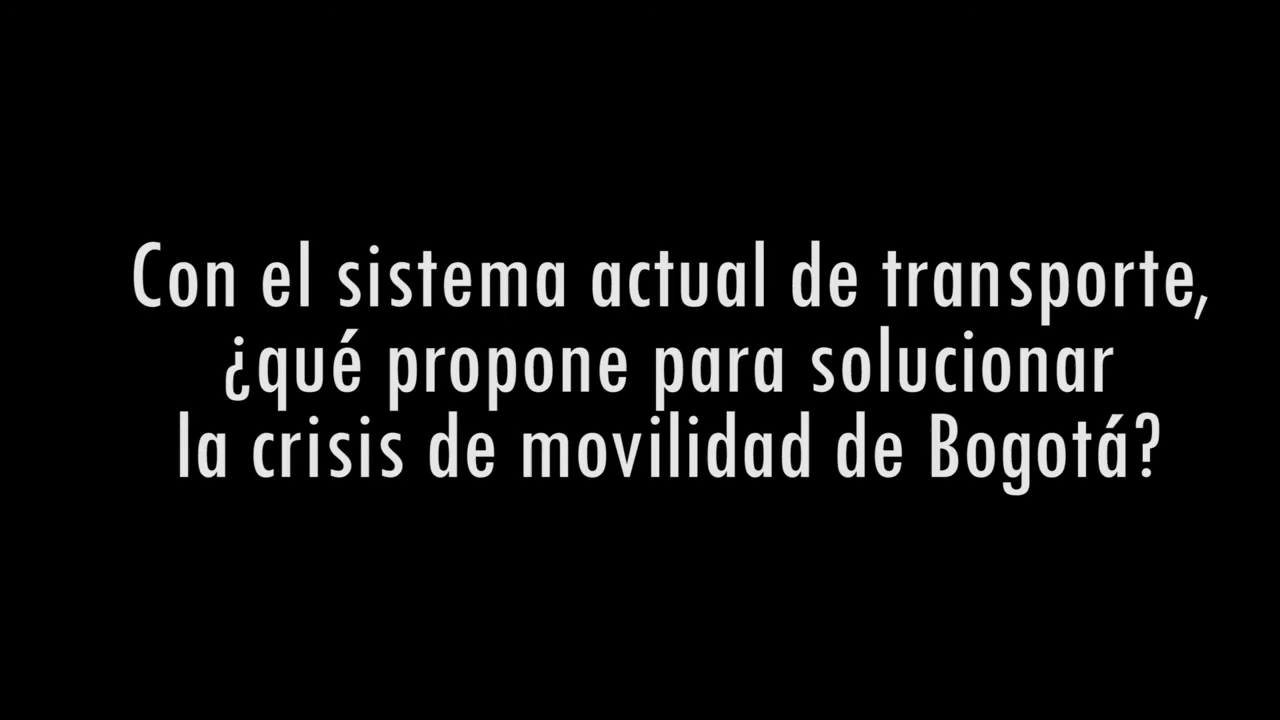 Con el sistema actual de transporte,
¿qué propone para solucionar
la crisis de movilidad de Bogotá?